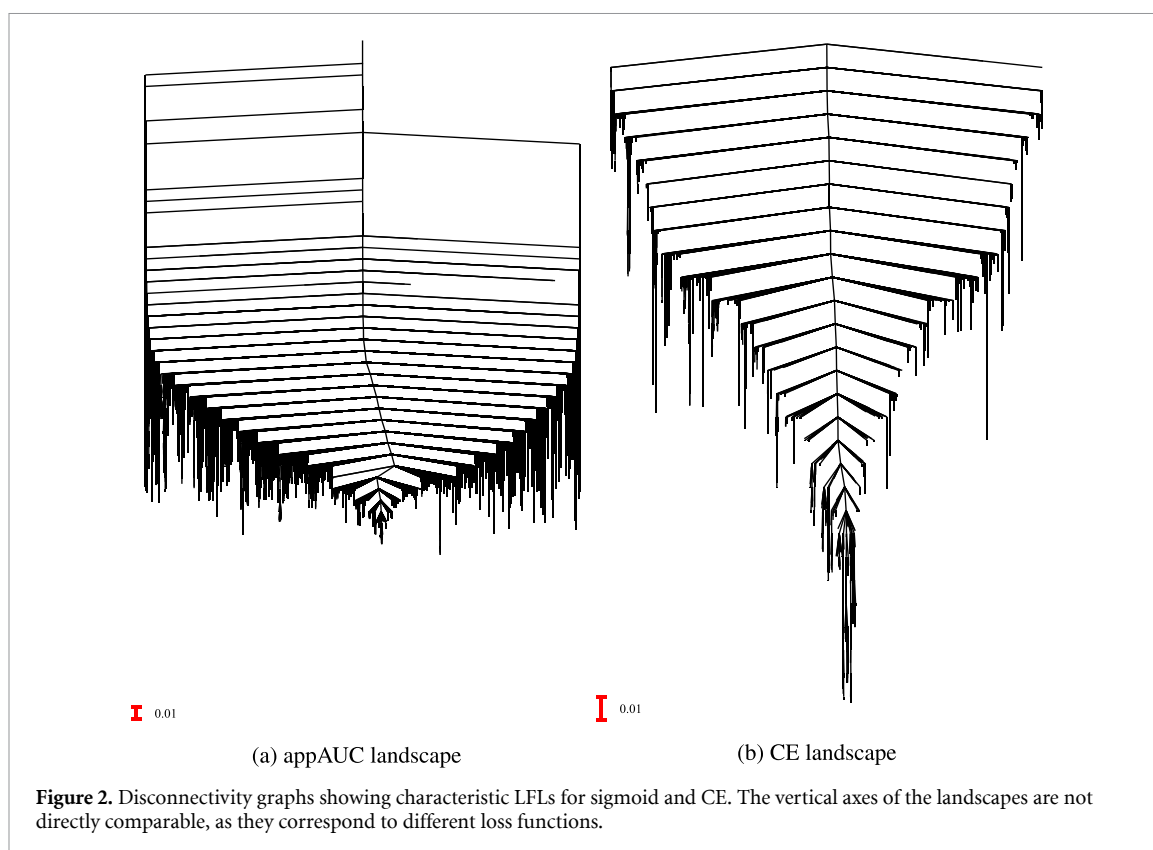 0.01
0.01
(a) appAUC landscape
(b) CE landscape
Figure 2. Disconnectivity graphs showing characteristic LFLs for sigmoid and CE. The vertical axes of the landscapes are not
directly comparable, as they correspond to different loss functions.